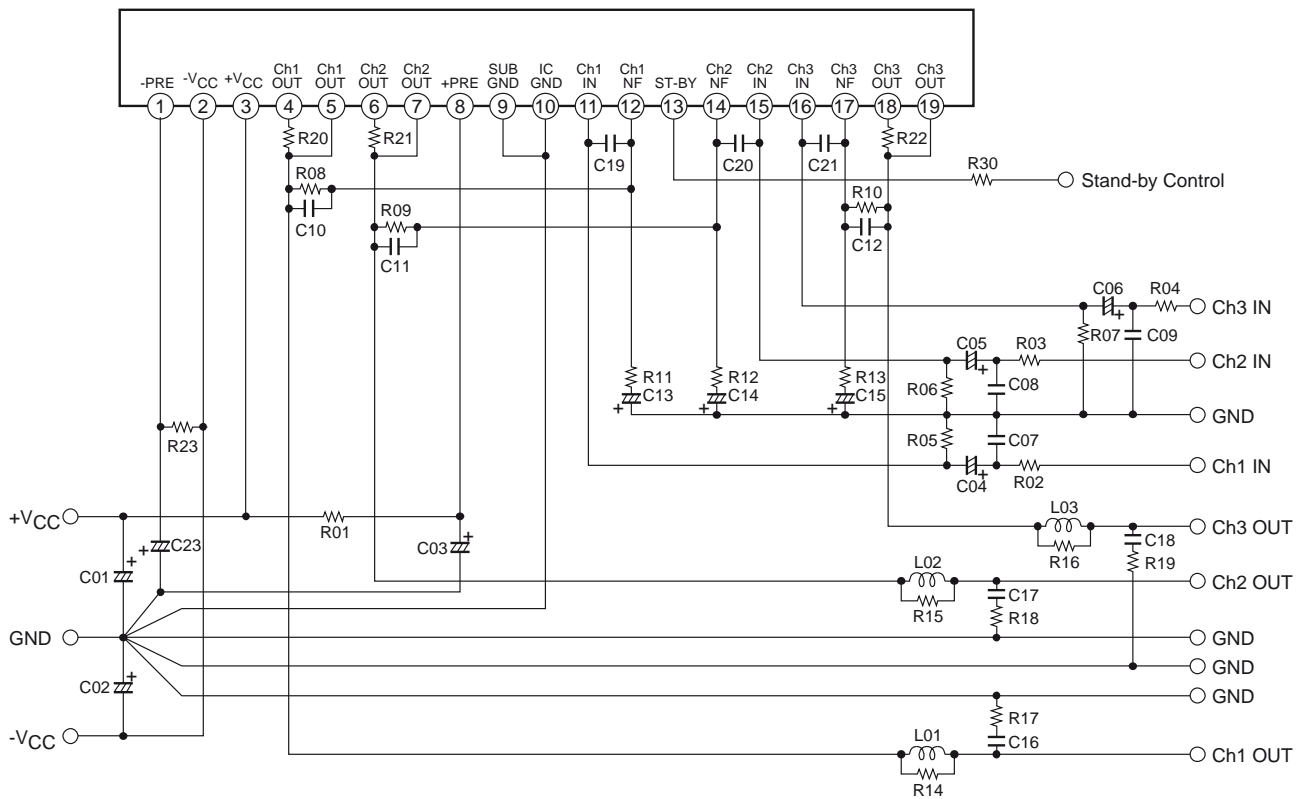 -PRE
-VCC
+VCC
Ch1 OUT
Ch1 OUT
Ch2 OUT
Ch2 OUT
+PRE
SUB GND
IC GND
Ch1 IN
Ch1 NF
ST-BY
Ch2 NF
Ch2 IN
Ch3 IN
Ch3 NF
Ch3 OUT
Ch3 OUT
1 2 3 4 5 6 7 8 9 10 11 12 13 14 15 16 17 18 19
R20
R21
C19
C20
C21
R22
R30
Stand-by Control
R08
C10
R09
C11
R10
C12
C06
+
R04
Ch3 IN
R07
C09
C05
+
R03
Ch2 IN
R11
+
C13
R12
+
C14
R13
+
C15
R06
C08
GND
R05
C07
C04
+
R02
Ch1 IN
R23
+VCC
R01
C23
+
C03
+
L03
R16
Ch3 OUT
C18
R19
C01
+
L02
R15
C17
R18
Ch2 OUT
GND
GND
GND
C02
+
GND
R17
C16
-VCC
L01
R14
Ch1 OUT